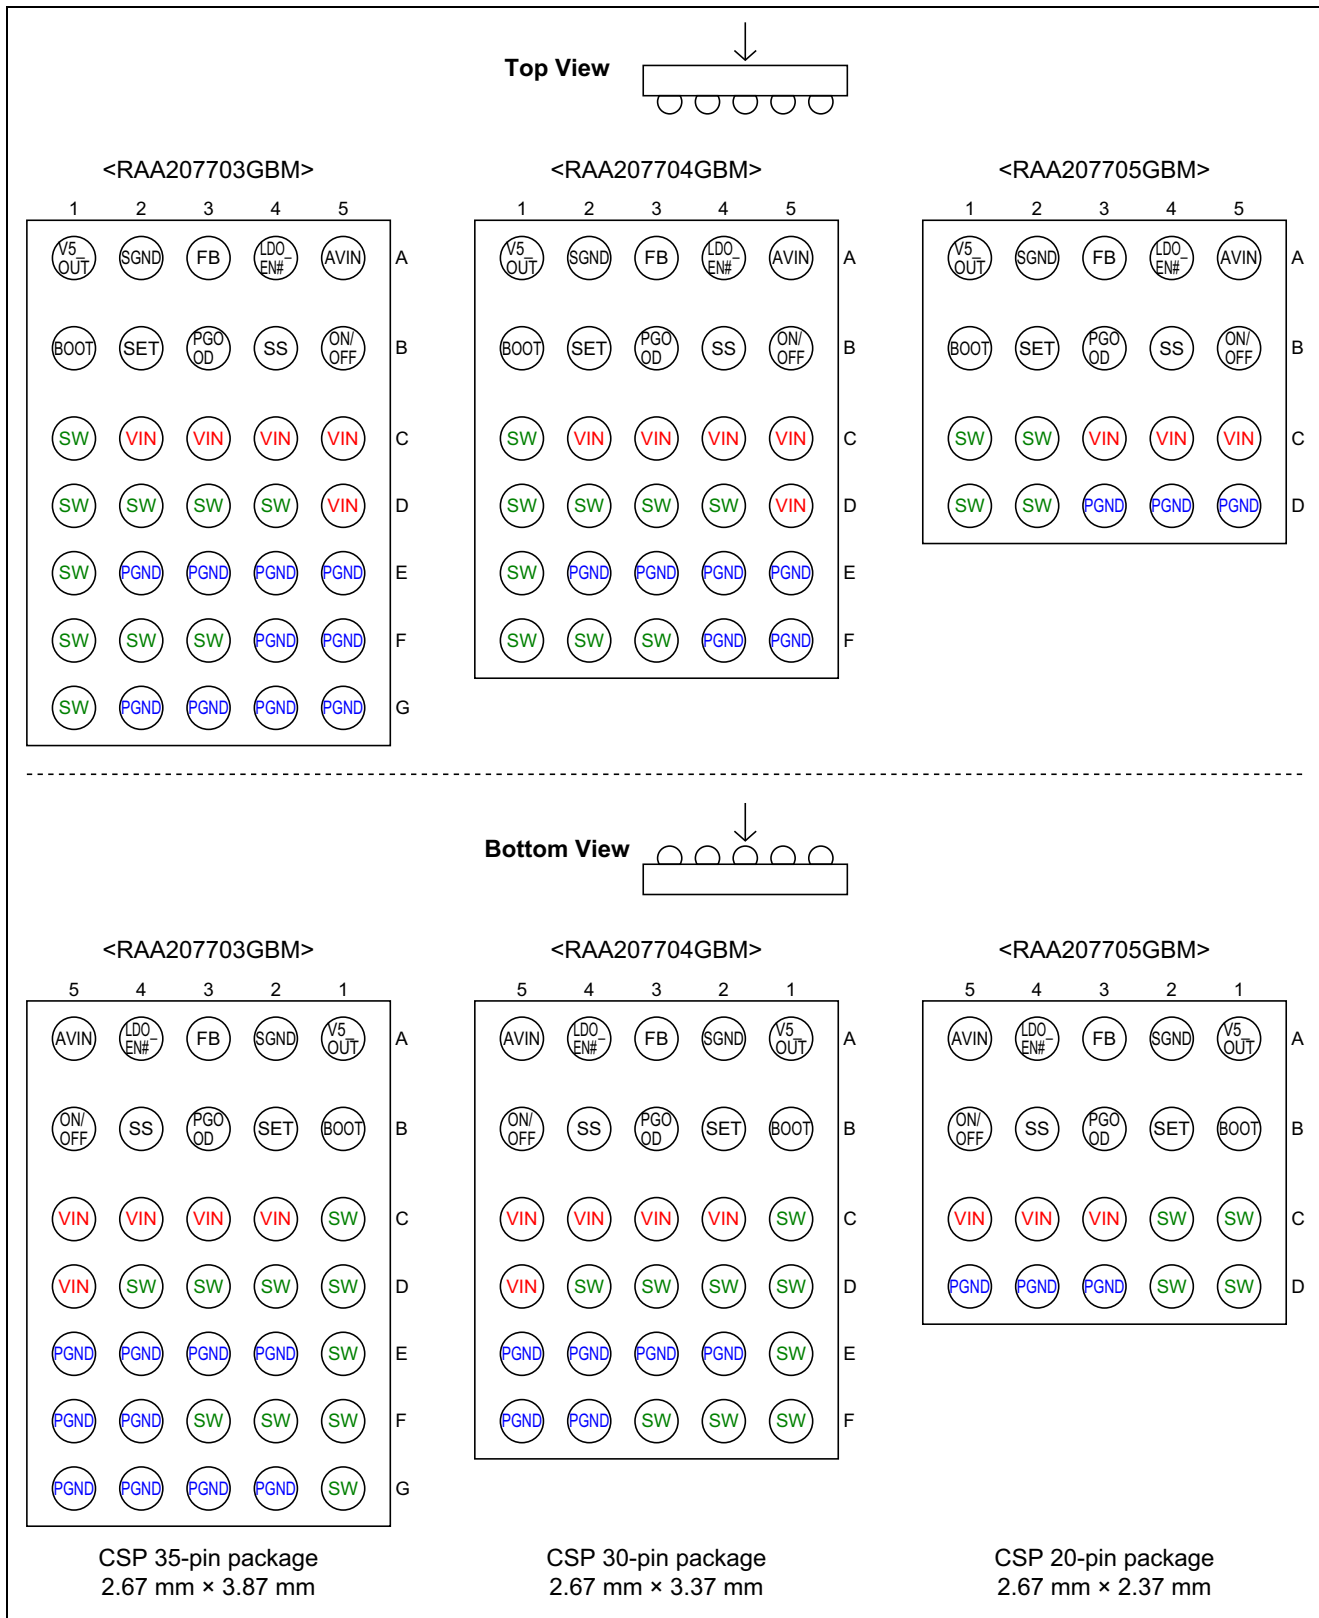 Top View
<RAA207703GBM> <RAA207704GBM> <RAA207705GBM>
1 2 3 4 5 1 2 3 4 5 1 2 3 4 5
V5_OUT SGND FB LDO_EN# AVIN A V5_OUT SGND FB LDO_EN# AVIN A V5_OUT SGND FB LDO_EN# AVIN A
BOOT SET PGOOD SS ON/OFF B BOOT SET PGOOD SS ON/OFF B BOOT SET PGOOD SS ON/OFF B
SW VIN VIN VIN VIN C SW VIN VIN VIN VIN C SW SW VIN VIN VIN C
SW SW SW SW VIN D SW SW SW SW VIN D SW SW PGND PGND PGND D
SW PGND PGND PGND PGND E SW PGND PGND PGND PGND E
SW SW SW PGND PGND F SW SW SW PGND PGND F
SW PGND PGND PGND PGND G
Bottom View
<RAA207703GBM> <RAA207704GBM> <RAA207705GBM>
5 4 3 2 1 5 4 3 2 1 5 4 3 2 1
AVIN LDO_EN# FB SGND V5_OUT A AVIN LDO_EN# FB SGND V5_OUT A AVIN LDO_EN# FB SGND V5_OUT A
ON/OFF SS PGOOD SET BOOT B ON/OFF SS PGOOD SET BOOT B ON/OFF SS PGOOD SET BOOT B
VIN VIN VIN VIN SW C VIN VIN VIN VIN SW C VIN VIN VIN SW SW C
VIN SW SW SW SW D VIN SW SW SW SW D PGND PGND PGND SW SW D
PGND PGND PGND PGND SW E PGND PGND PGND PGND SW E
PGND PGND SW SW SW F PGND PGND SW SW SW F
PGND PGND PGND PGND SW G
CSP 35-pin package CSP 30-pin package CSP 20-pin package
2.67 mm × 3.87 mm 2.67 mm × 3.37 mm 2.67 mm × 2.37 mm